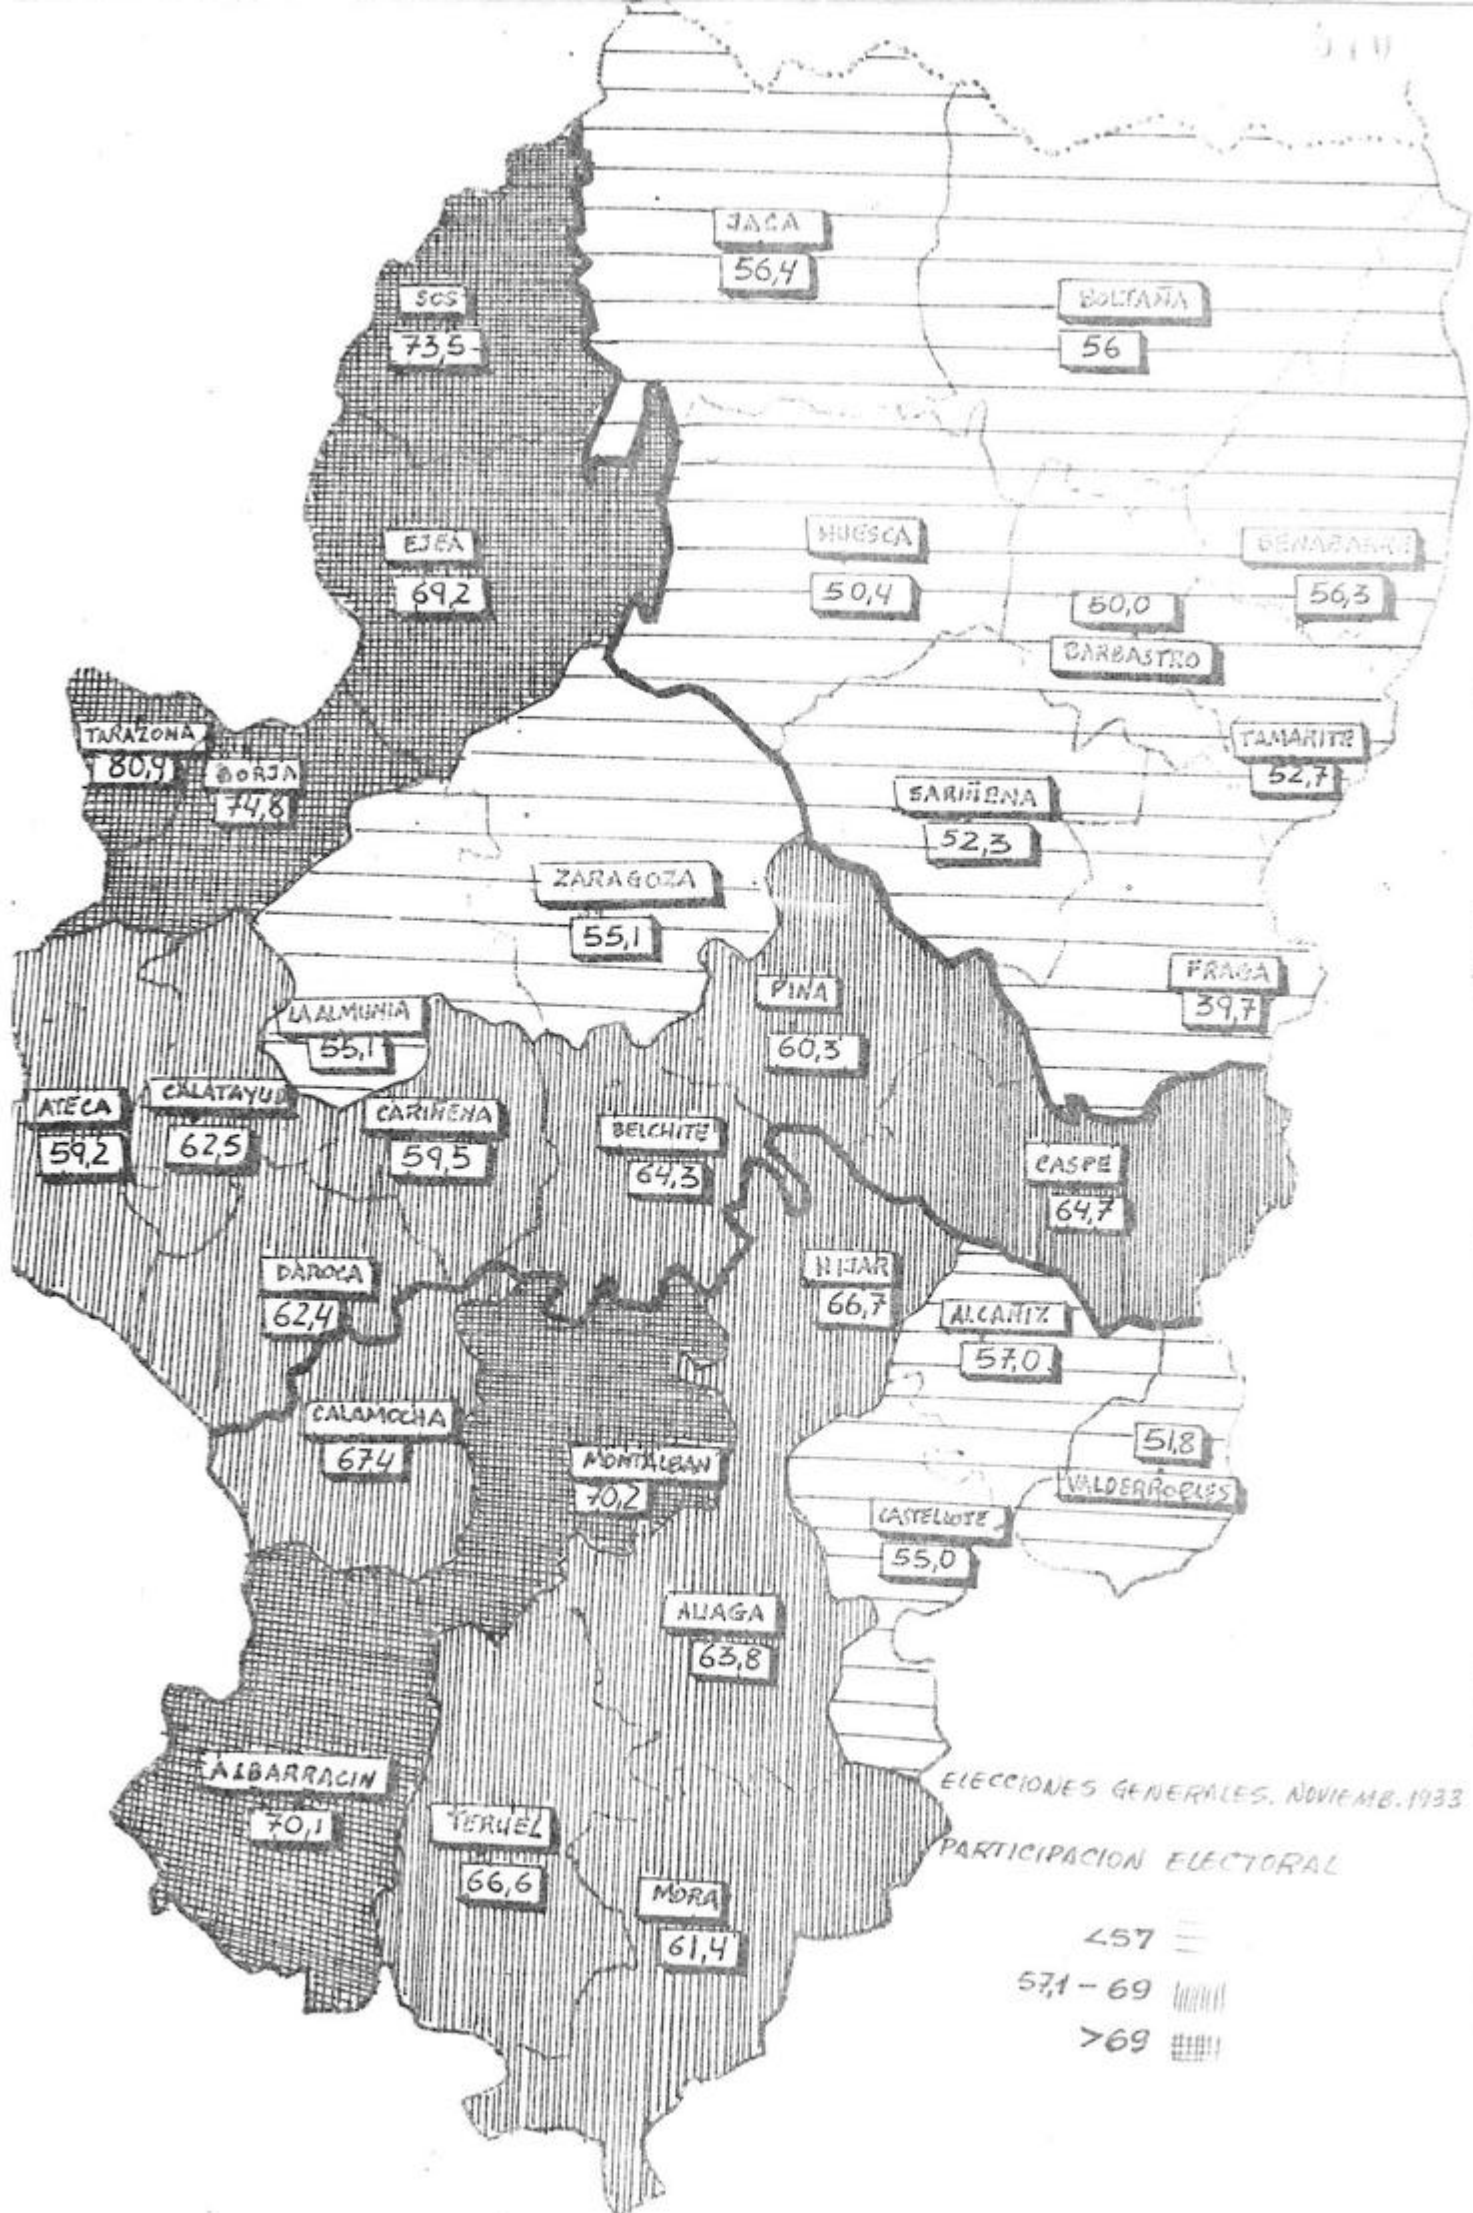 JACA
56,4
BOLTAÑA
56
SOS
73,5
EJEA
69,2
HUESCA
50,4
50,0
BARBASTRO
BENABARRE
56,3
TARAZONA
80,9
BORJA
74,8
TAMARITE
52,7
SARIÑENA
52,3
ZARAGOZA
55,1
PINA
60,3
FRAGA
39,7
LA ALMUNIA
55,1
ATECA
59,2
CALATAYUD
62,5
CARIÑENA
59,5
BELCHITE
64,3
CASPE
64,7
DAROCA
62,4
HIJAR
66,7
ALCAÑIZ
57,0
CALAMOCHA
67,4
MONTALBAN
70,2
51,8
VALDERROBLES
CASTELLOTE
55,0
ALIAGA
63,8
ALBARRACIN
70,1
TERUEL
66,6
MORA
61,4
ELECCIONES GENERALES. NOVIEMB. 1933
PARTICIPACION ELECTORAL
<57
57,1 - 69
>69